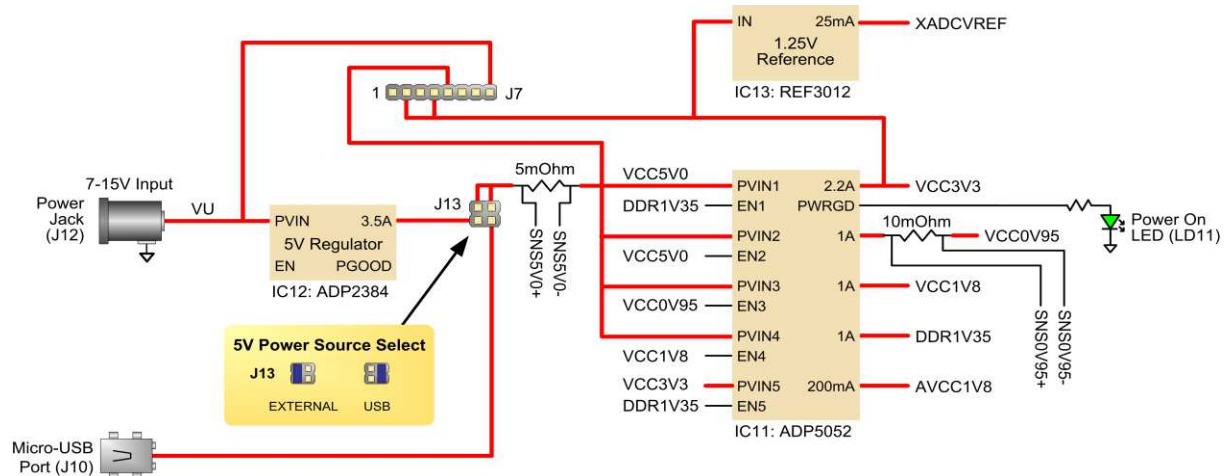 IN
25mA
XADCVREF
1.25V
Reference
IC13: REF3012
1
J7
7-15V Input
Power
Jack
(J12)
VU
PVIN
3.5A
5V Regulator
EN
PGOOD
IC12: ADP2384
J13
5mOhm
SNS5V0+
SNS5V0-
VCC5V0
DDR1V35
VCC5V0
VCC0V95
VCC1V8
VCC3V3
DDR1V35
PVIN1
EN1
PVIN2
EN2
PVIN3
EN3
PVIN4
EN4
PVIN5
EN5
2.2A
PWRGD
1A
1A
1A
200mA
IC11: ADP5052
VCC3V3
10mOhm
VCC0V95
VCC1V8
DDR1V35
AVCC1V8
SNS0V95+
SNS0V95-
Power On
LED (LD11)
5V Power Source Select
J13
EXTERNAL
USB
Micro-USB
Port (J10)